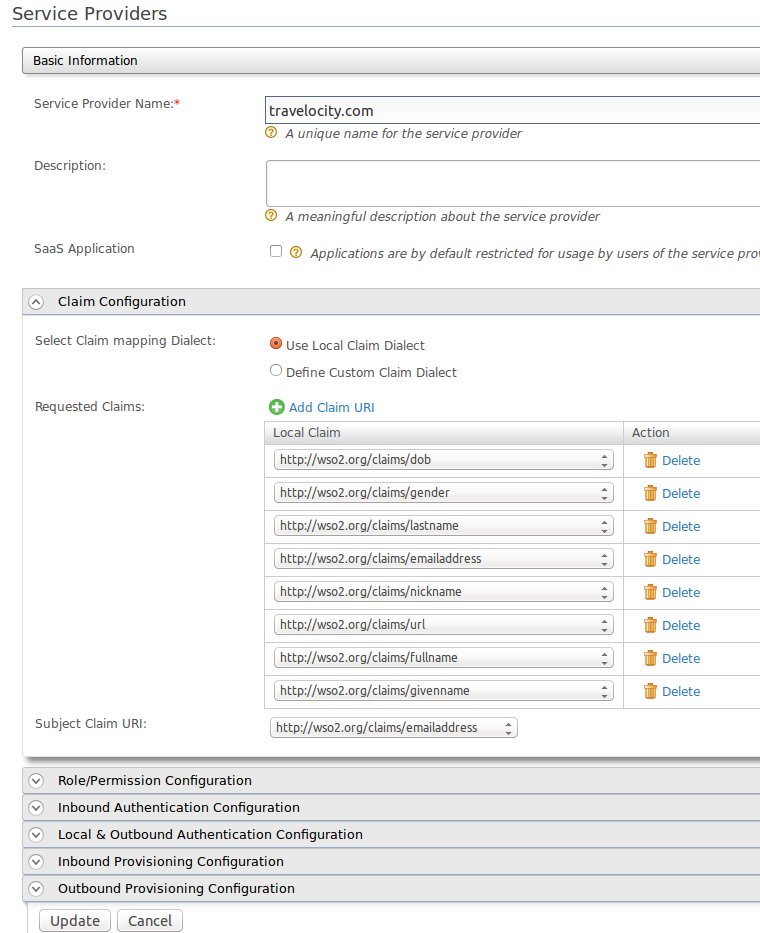 Service Providers
Basic Information
Service Provider Name:*
travelocity.com
A unique name for the service provider
Description:
A meaningful description about the service provider
SaaS Application
Applications are by default restricted for usage by users of the service
Claim Configuration
Select Claim mapping Dialect:
Use Local Claim Dialect
Define Custom Claim Dialect
Requested Claims:
Add Claim URI
Local Claim Action
http://wso2.org/claims/dob Delete
http://wso2.org/claims/gender Delete
http://wso2.org/claims/lastname Delete
http://wso2.org/claims/emailaddress Delete
http://wso2.org/claims/nickname Delete
http://wso2.org/claims/url Delete
http://wso2.org/claims/fullname Delete
http://wso2.org/claims/givenname Delete
Subject Claim URI:
http://wso2.org/claims/emailaddress
Role/Permission Configuration
Inbound Authentication Configuration
Local & Outbound Authentication Configuration
Inbound Provisioning Configuration
Outbound Provisioning Configuration
Update Cancel